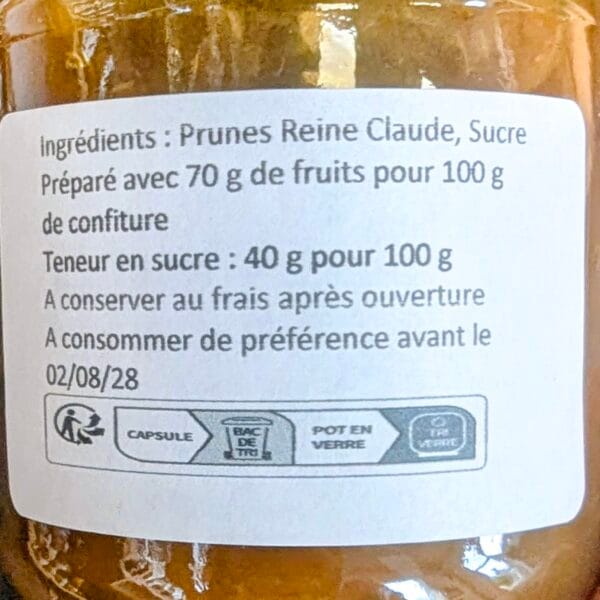 Ingrédients : Prunes Reine Claude, Sucre
Préparé avec 70 g de fruits pour 100 g
de confiture
Teneur en sucre : 40 g pour 100 g
A conserver au frais après ouverture
A consommer de préférence avant le
02/08/28
CAPSULE
BAC
DE
TRI
POT EN
VERRE
TRI
VERRE